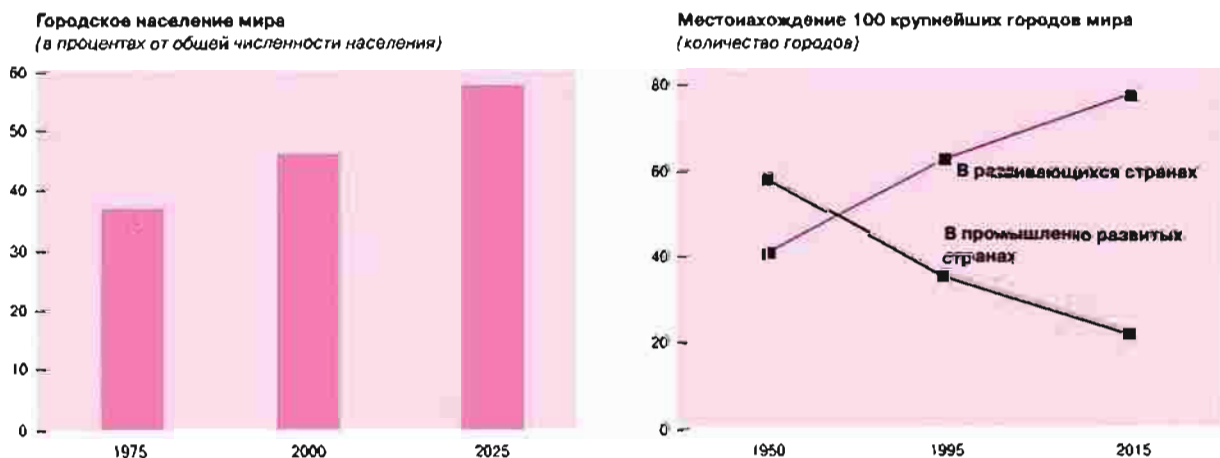 Городское население мира
(в процентах от общей численности населения)
60
50
40
30
20
10
0
1975 2000 2025
Местонахождение 100 крупнейших городов мира
(количество городов)
80
60
40
20
0
В развивающихся странах
В промышленно развитых
странах
1950 1995 2015